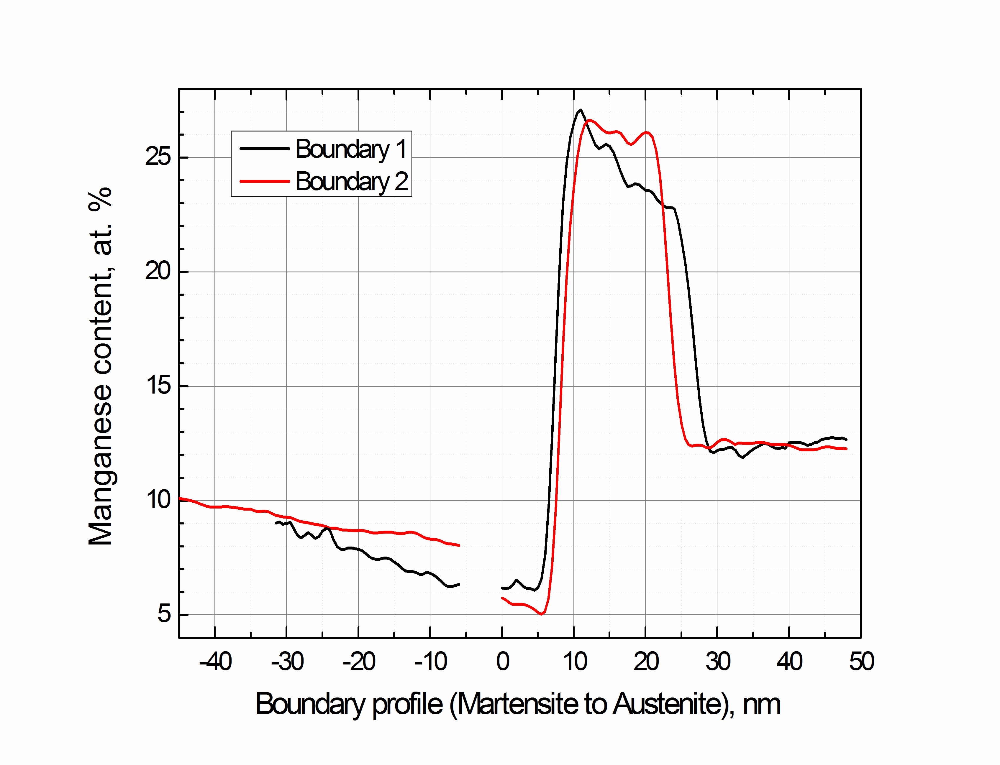 Boundary 1
Boundary 2
Manganese content, at. %
25
20
15
10
5
-40 -30 -20 -10 0 10 20 30 40 50
Boundary profile (Martensite to Austenite), nm